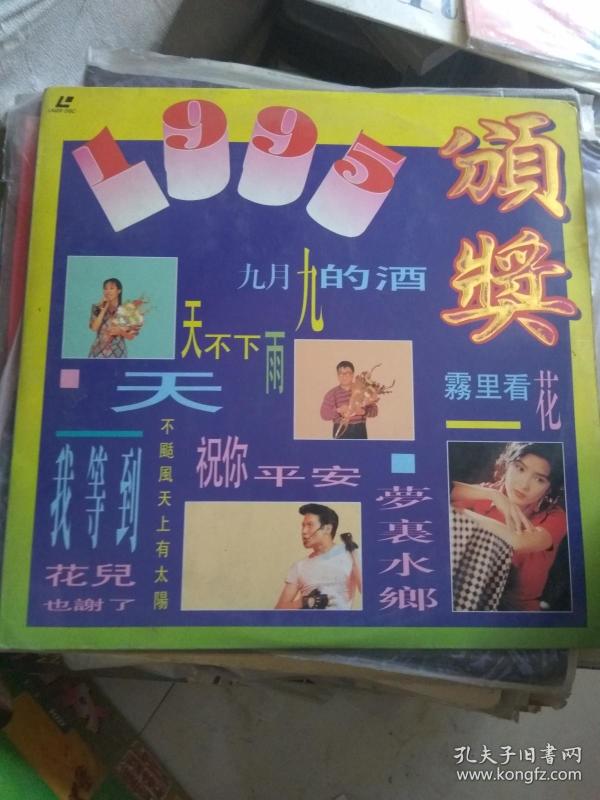 LASER DISC
1995
頒獎
九月九的酒
天不下雨
天
不颳風天上有太陽
霧里看花
祝你平安
我等到
花兒
也謝了
夢裏水鄉
孔夫子旧书网
www.kongfz.com